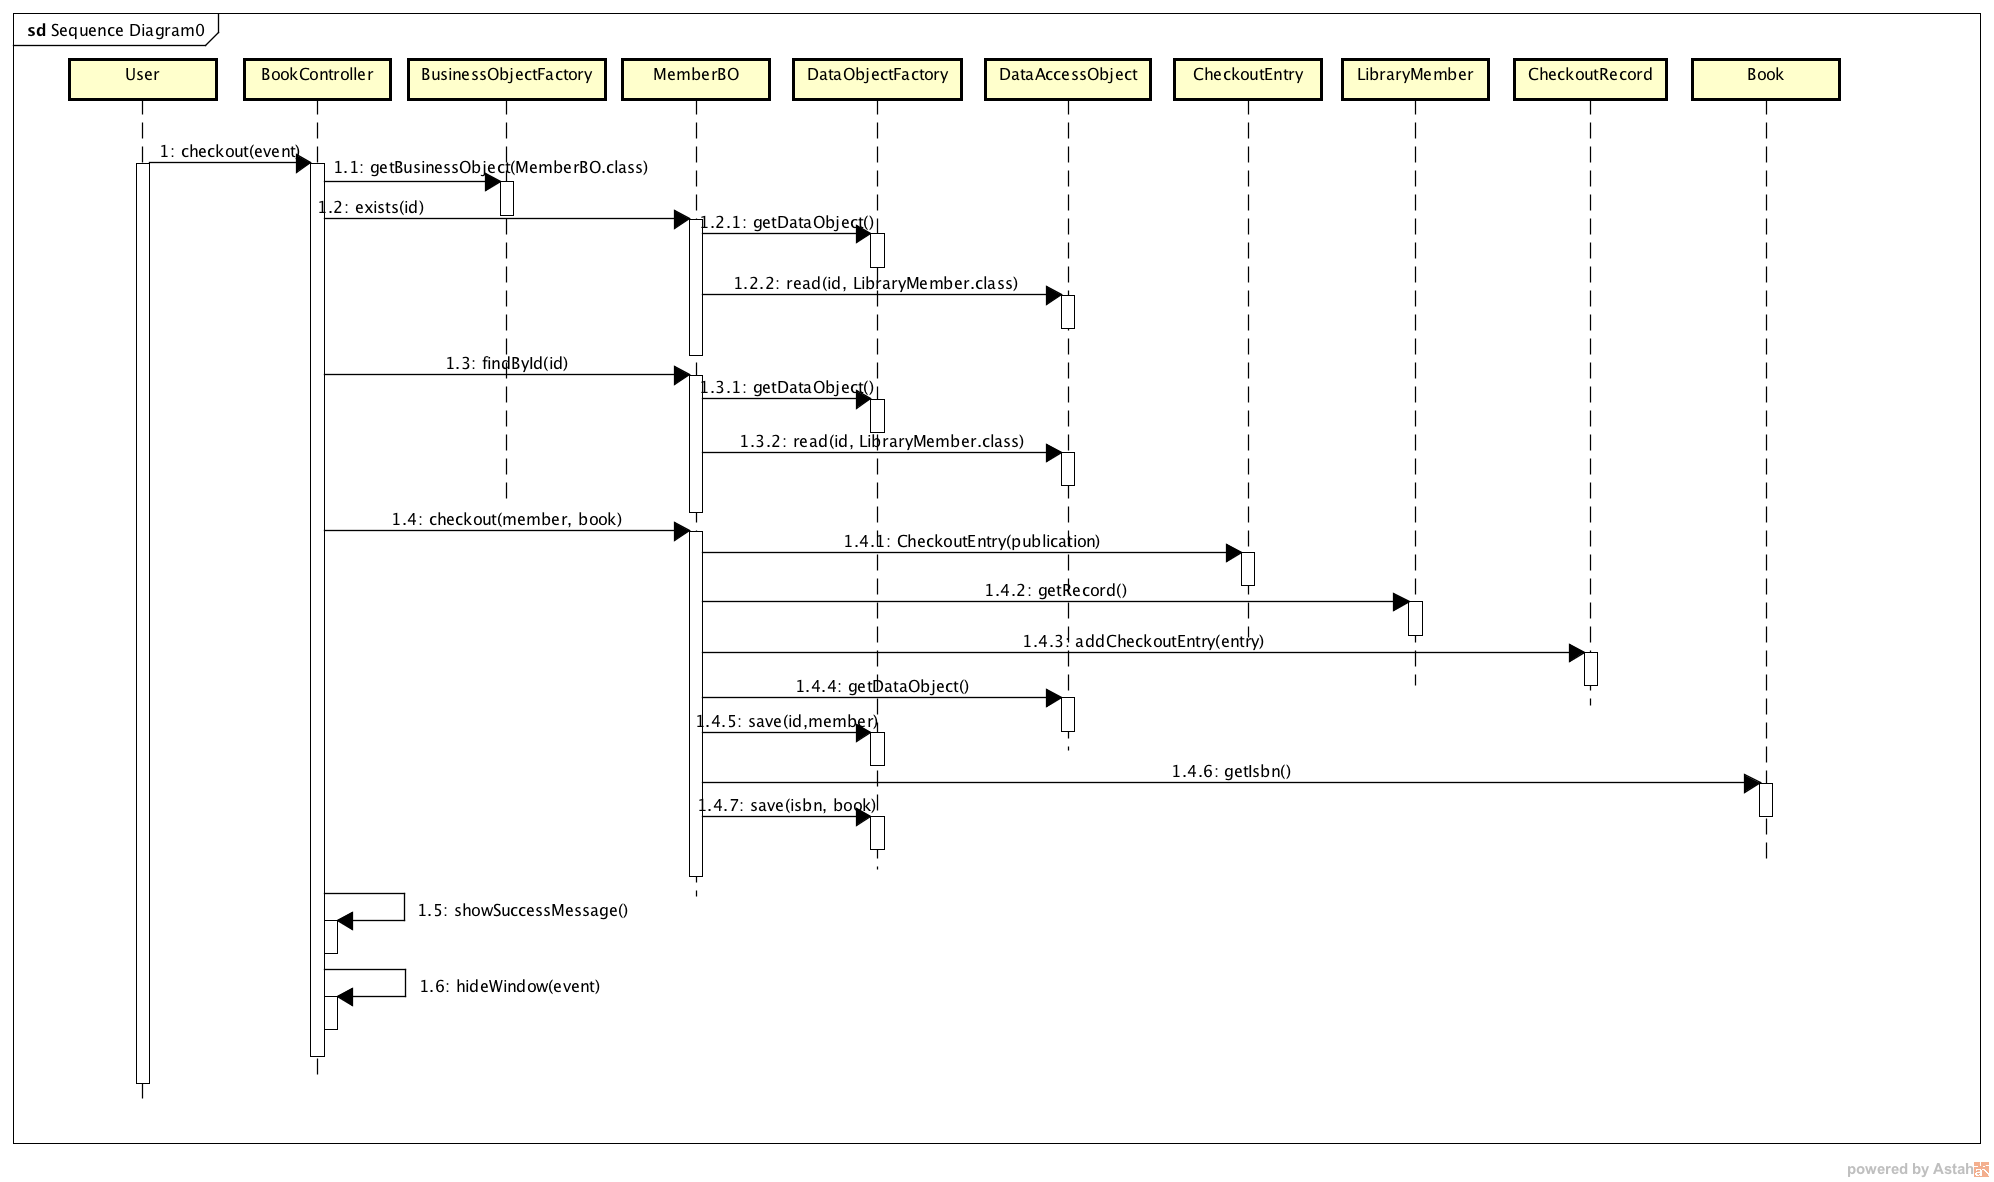 sd Sequence Diagram0
User
BookController
BusinessObjectFactory
MemberBO
DataObjectFactory
DataAccessObject
CheckoutEntry
LibraryMember
CheckoutRecord
Book
1: checkout(event)
1.1: getBusinessObject(MemberBO.class)
1.2: exists(id)
1.2.1: getDataObject()
1.2.2: read(id, LibraryMember.class)
1.3: findById(id)
1.3.1: getDataObject()
1.3.2: read(id, LibraryMember.class)
1.4: checkout(member, book)
1.4.1: CheckoutEntry(publication)
1.4.2: getRecord()
1.4.3: addCheckoutEntry(entry)
1.4.4: getDataObject()
1.4.5: save(id,member)
1.4.6: getIsbn()
1.4.7: save(isbn, book)
1.5: showSuccessMessage()
1.6: hideWindow(event)
powered by Astah